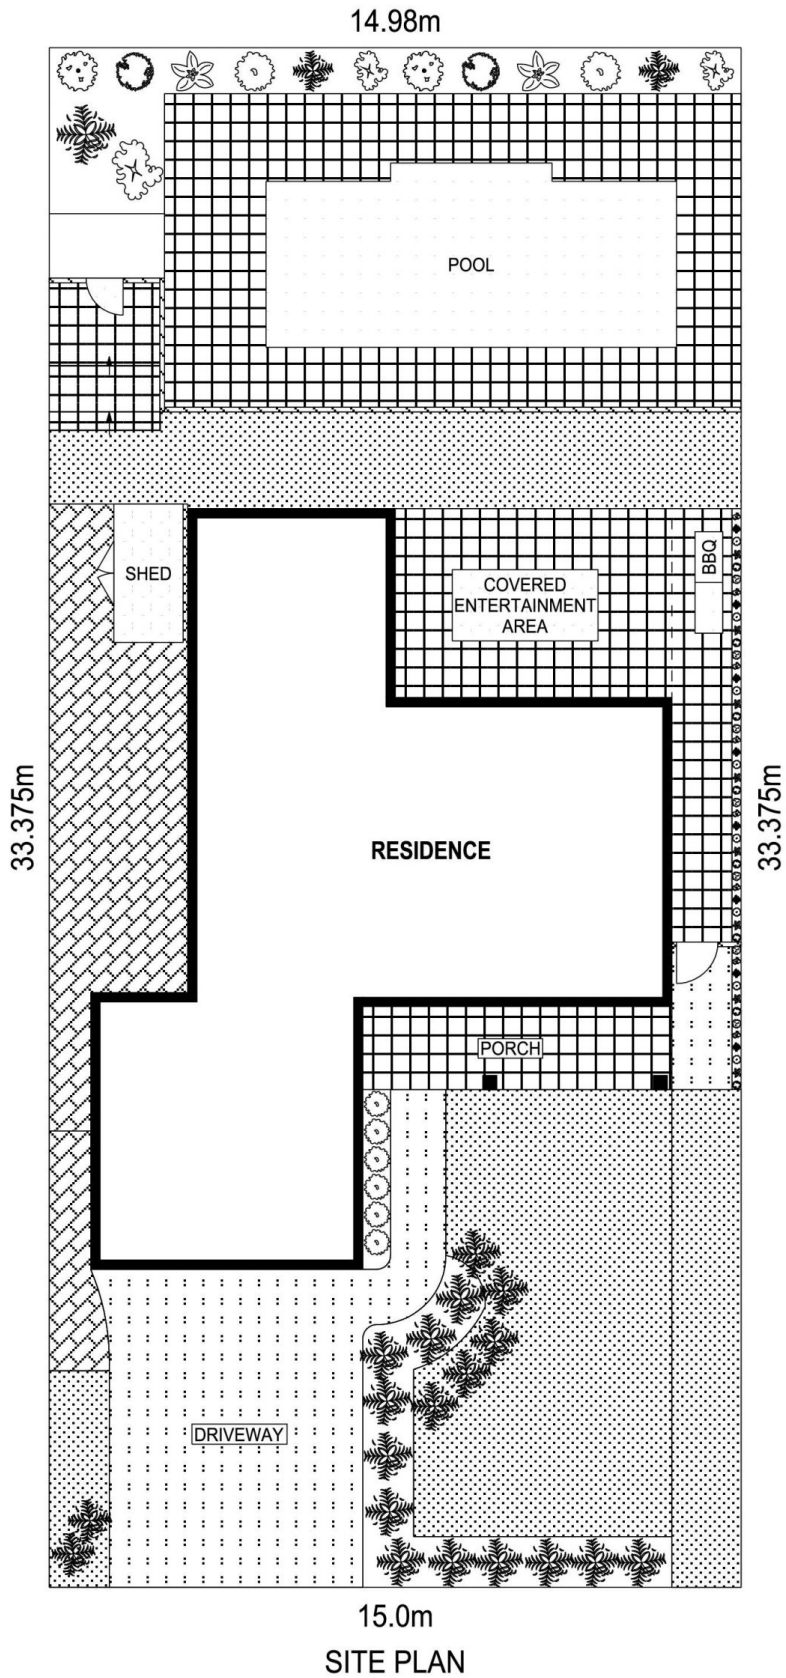 14.98m
POOL
SHED
COVERED
ENTERTAINMENT
AREA
BBQ
33.375m
RESIDENCE
33.375m
PORCH
DRIVEWAY
15.0m
SITE PLAN